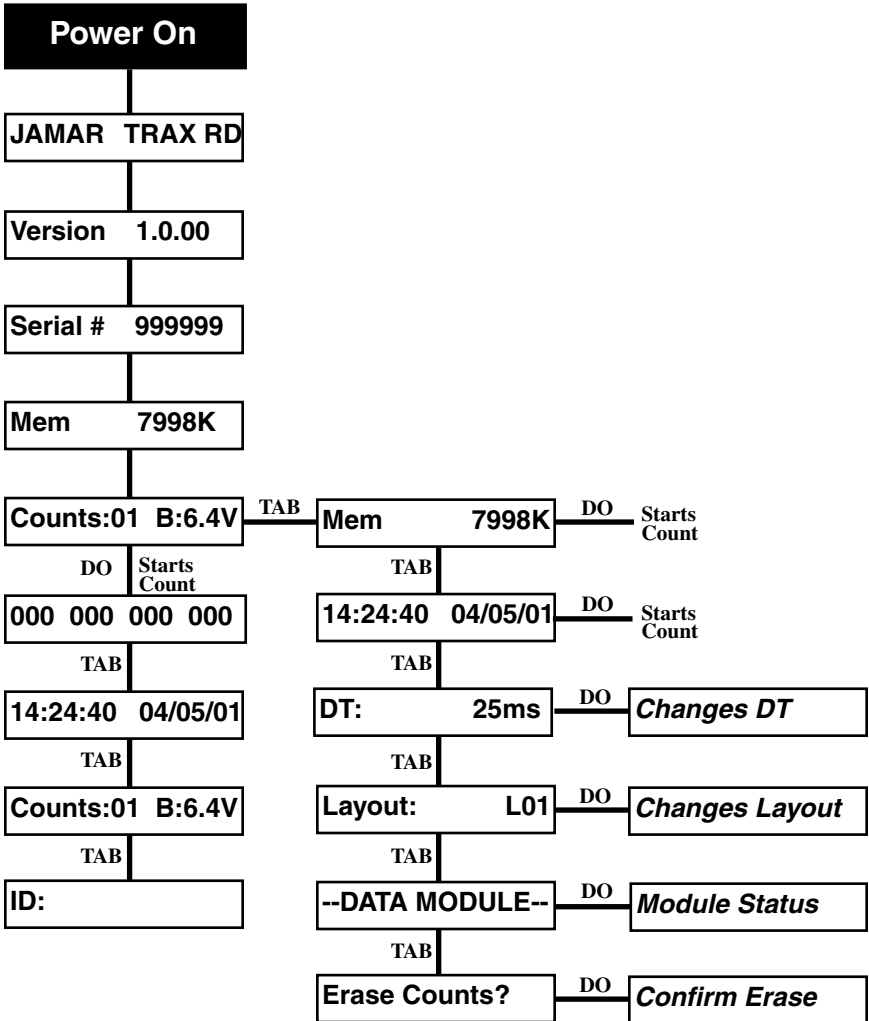 Power On
JAMAR TRAX RD
Version 1.0.00
Serial # 999999
Mem 7998K
Counts:01 B:6.4V
TAB
Mem 7998K
DO
Starts
Count
DO
Starts
Count
TAB
000 000 000 000
14:24:40 04/05/01
DO
Starts
Count
TAB
TAB
14:24:40 04/05/01
DT: 25ms
DO
Changes DT
TAB
TAB
Counts:01 B:6.4V
Layout: L01
DO
Changes Layout
TAB
TAB
ID:
--DATA MODULE--
DO
Module Status
TAB
Erase Counts?
DO
Confirm Erase